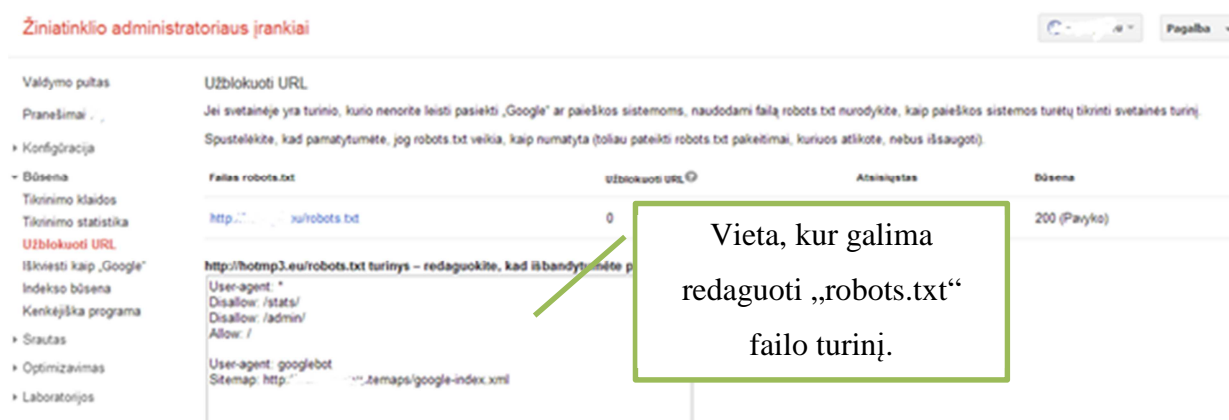 Žiniatinklio administratoriaus įrankiai
Pagalba
Valdymo pultas
Pranešimai
Konfigūracija
Būsena
Tikrinimo klaidos
Tikrinimo statistika
Užblokuoti URL
Iškviesti kaip „Google“
Indekso būsena
Kenkėjiška programa
Srautas
Optimizavimas
Laboratorijos
Užblokuoti URL
Jei svetainėje yra turinio, kurio nenorite leisti pasiekti „Google“ ar paieškos sistemoms, naudodami failą robots.txt nurodykite, kaip paieškos sistemos turėtų tikrinti svetainės turinį.
Spustelėkite, kad pamatytumėte, jog robots.txt veikia, kaip numatyta (toliau pateikti robots.txt pakeitimai, kuriuos atlikote, nebus išsaugoti).
Failas robots.txt Užblokuoti URL Atsisiųstas Būsena
http:/ /robots.txt 0 200 (Pavyko)
http://hotmp3.eu/robots.txt turinys – redaguokite, kad išbandytumėte p
User-agent: *
Disallow: /stats/
Disallow: /admin/
Allow: /
User-agent: googlebot
Sitemap: http: temaps/google-index.xml
Vieta, kur galima
redaguoti „robots.txt“
failo turinį.